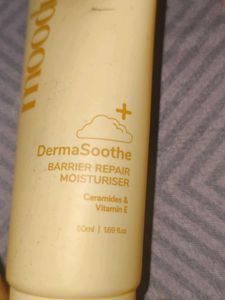 DermaSoothe
BARRIER REPAIR
MOISTURISER
Ceramides &
Vitamin E
50ml | 1.69 fl.oz